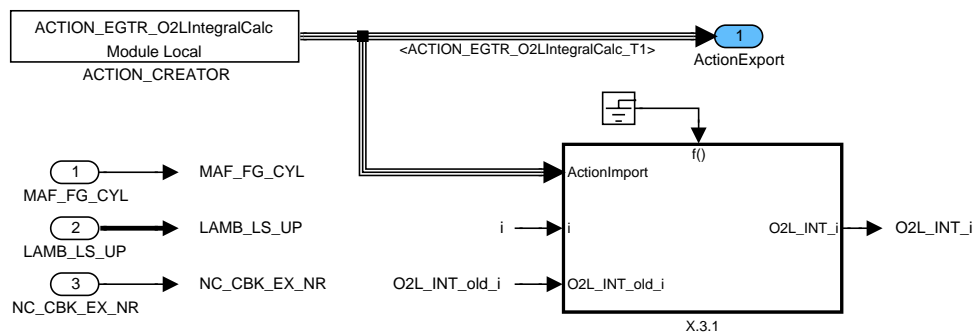 ACTION_EGTR_O2LIntegralCalc
Module Local
ACTION_CREATOR
<ACTION_EGTR_O2LIntegralCalc_T1>
1
ActionExport
f()
ActionImport
1
MAF_FG_CYL
MAF_FG_CYL
2
LAMB_LS_UP
LAMB_LS_UP
i
i
O2L_INT_i
O2L_INT_i
3
NC_CBK_EX_NR
NC_CBK_EX_NR
O2L_INT_old_i
O2L_INT_old_i
X.3.1